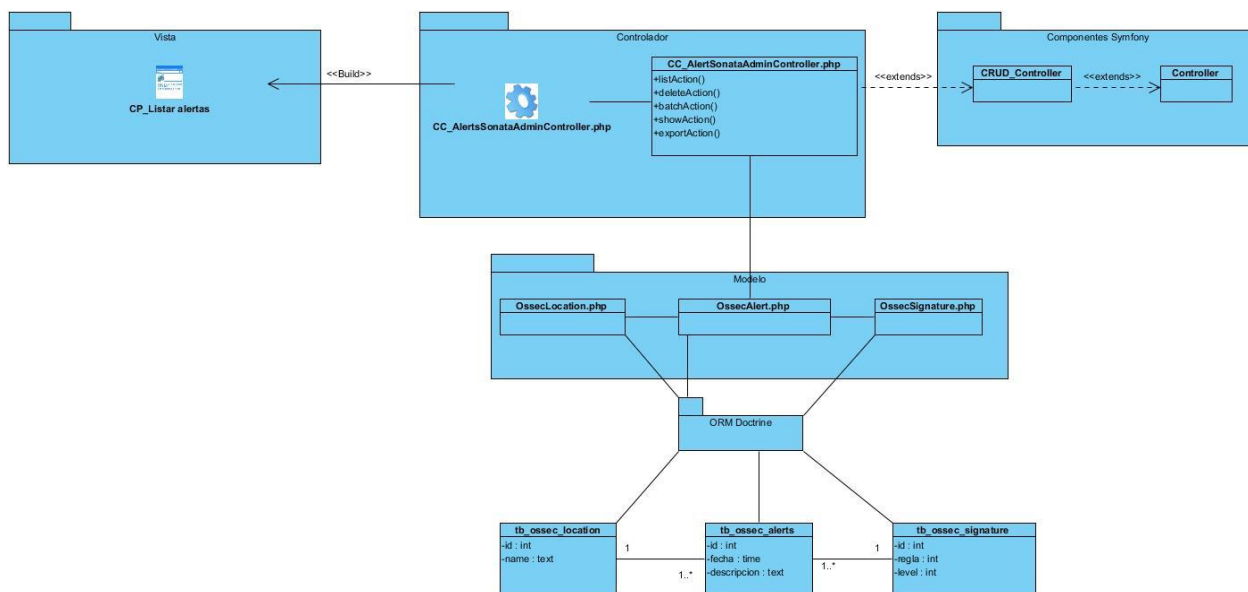 Vista
CP_Listar alertas
<<Build>>
Controlador
CC_AlertsSonataAdminController.php
CC_AlertSonataAdminController.php
+listAction()
+deleteAction()
+batchAction()
+showAction()
+exportAction()
<<extends>>
Componentes Symfony
CRUD_Controller
<<extends>>
Controller
Modelo
OssecLocation.php
OssecAlert.php
OssecSignature.php
ORM Doctrine
tb_ossec_location
-id : int
-name : text
1
1..*
tb_ossec_alerts
-id : int
-fecha : time
-descripcion : text
1
1..*
tb_ossec_signature
-id : int
-regla : int
-level : int